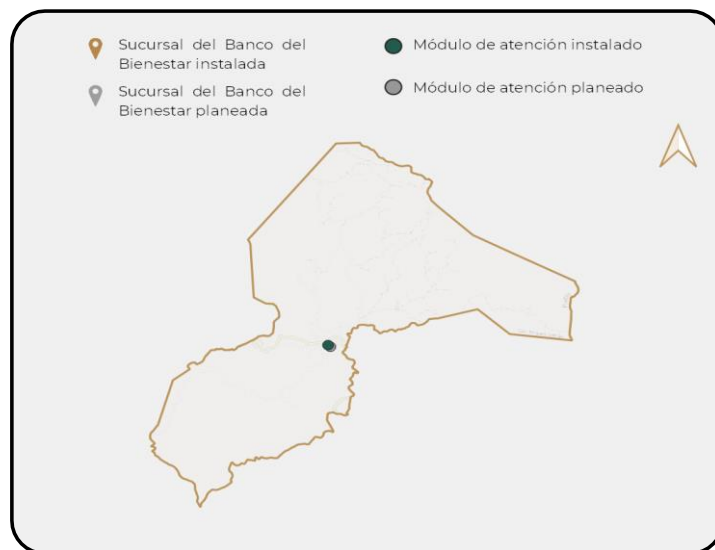 Sucursal del Banco del
Bienestar instalada
Sucursal del Banco del
Bienestar planeada
Módulo de atención instalado
Módulo de atención planeado